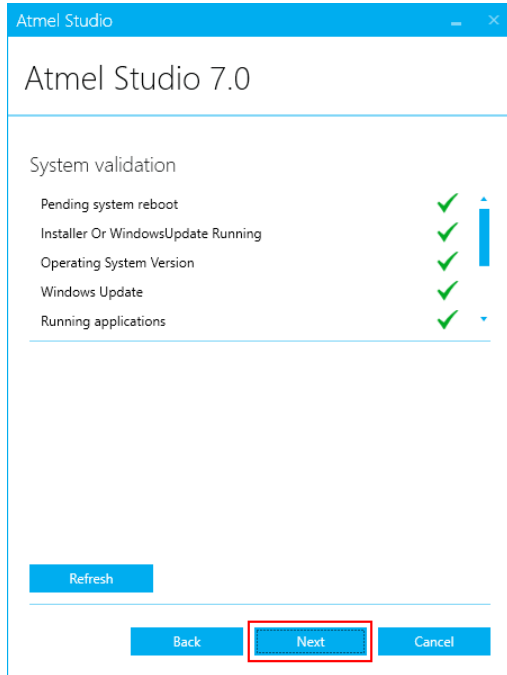 Atmel Studio
Atmel Studio 7.0
System validation
Pending system reboot
Installer Or WindowsUpdate Running
Operating System Version
Windows Update
Running applications
Refresh
Back Next Cancel